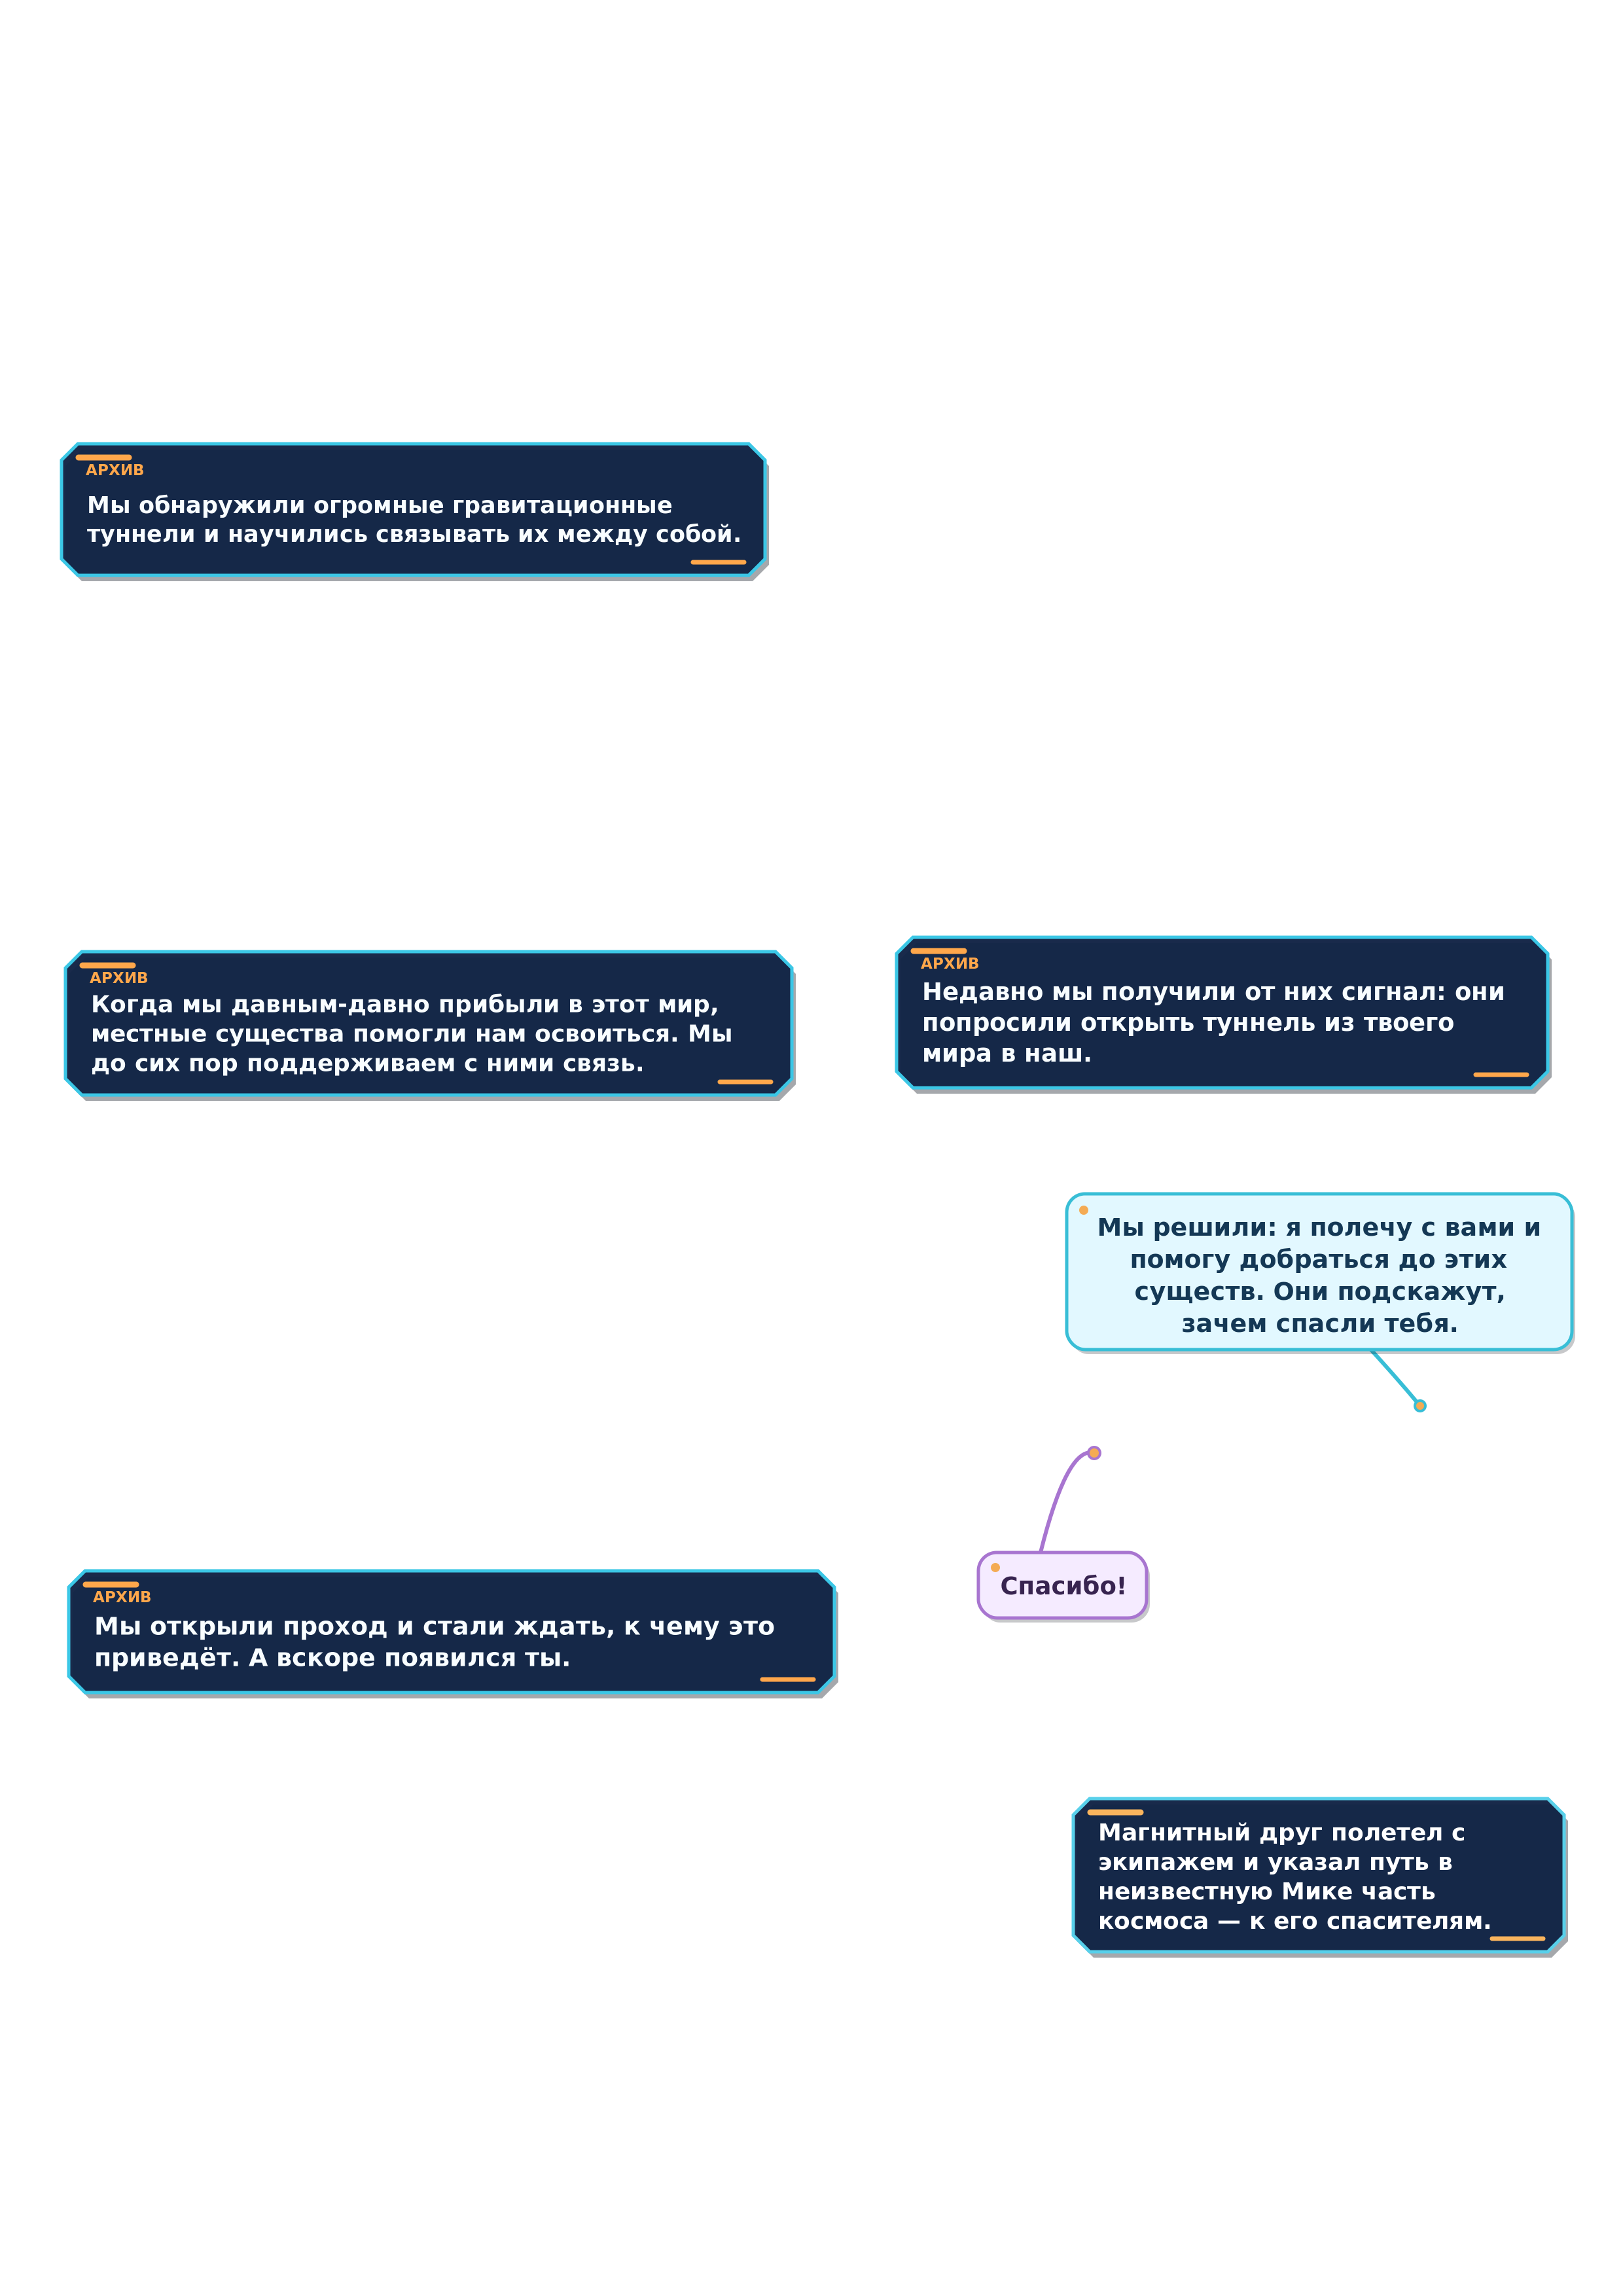 АРХИВ
Мы обнаружили огромные гравитационные
туннели и научились связывать их между собой.
АРХИВ
Когда мы давным-давно прибыли в этот мир,
местные существа помогли нам освоиться. Мы
до сих пор поддерживаем с ними связь.
АРХИВ
Недавно мы получили от них сигнал: они
попросили открыть туннель из твоего
мира в наш.
АРХИВ
Мы открыли проход и стали ждать, к чему это
приведёт. А вскоре появился ты.
Мы решили: я полечу с вами и
помогу добраться до этих
существ. Они подскажут,
зачем спасли тебя.
Спасибо!
Магнитный друг полетел с
экипажем и указал путь в
неизвестную Мике часть
космоса — к его спасителям.